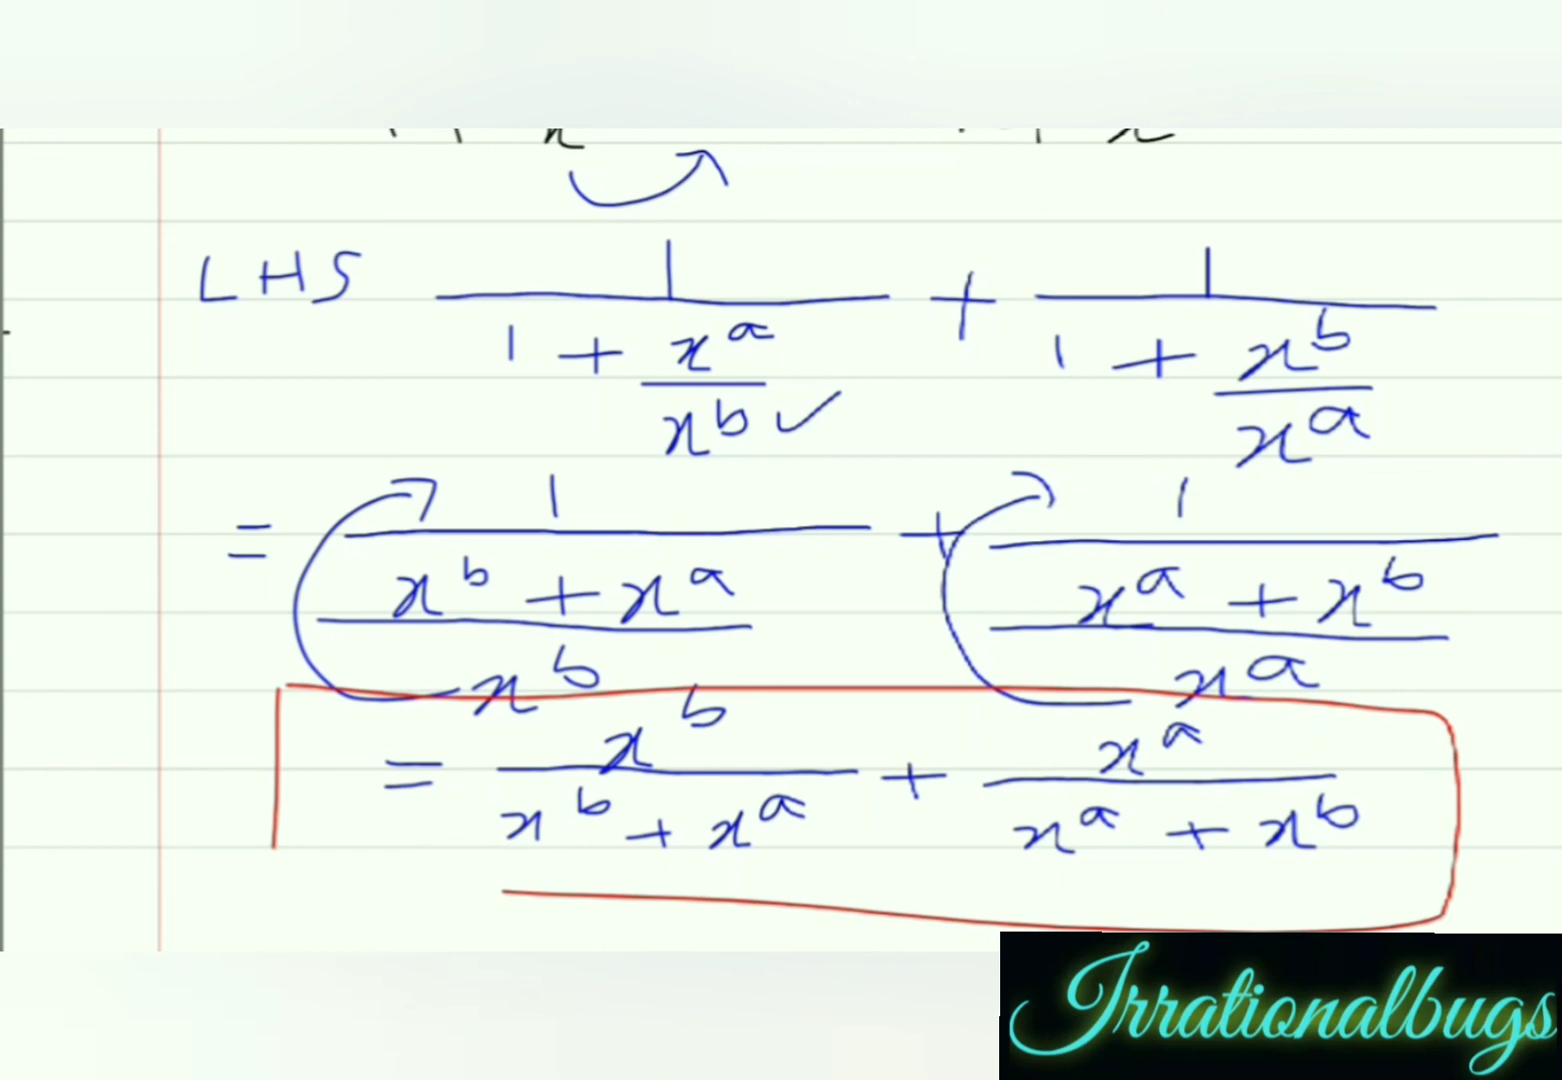 LHS 1/(1 + x^a/x^b) ✓ + 1/(1 + x^b/x^a)
= 1/((x^b + x^a)/x^b) + 1/((x^a + x^b)/x^a)
= x^b/(x^b + x^a) + x^a/(x^a + x^b)
Irrationalbugs